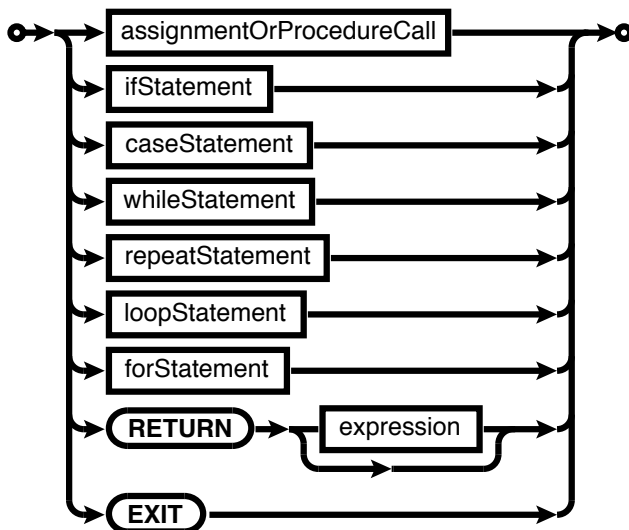 assignmentOrProcedureCall
ifStatement
caseStatement
whileStatement
repeatStatement
loopStatement
forStatement
RETURN expression
EXIT